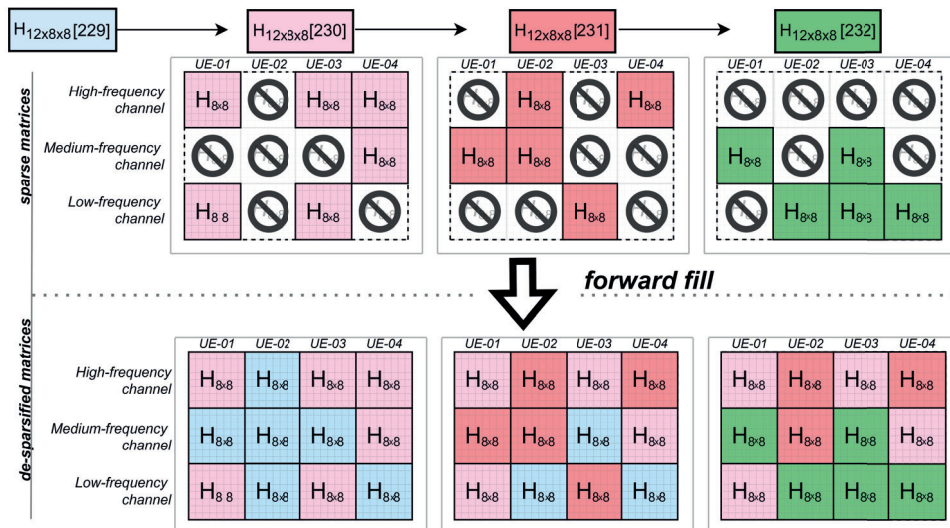 H12x8x8[229]
H12x8x8[230]
H12x8x8[231]
H12x8x8[232]
UE-01 UE-02 UE-03 UE-04
UE-01 UE-02 UE-03 UE-04
UE-01 UE-02 UE-03 UE-04
sparse matrices
High-frequency
channel
H8x8 H8x8 H8x8
H8x8 H8x8
Medium-frequency
channel
H8x8
H8x8 H8x8
H8x8 H8x8
Low-frequency
channel
H8 8 H8x8
H8x8
H8x8 H8x8 H8x8
forward fill
de-sparsified matrices
UE-01 UE-02 UE-03 UE-04
UE-01 UE-02 UE-03 UE-04
UE-01 UE-02 UE-03 UE-04
High-frequency
channel
H8x8 H8x8 H8x8 H8x8
H8x8 H8x8 H8x8 H8x8
H8x8 H8x8 H8x8 H8x8
Medium-frequency
channel
H8x8 H8x8 H8x8 H8x8
H8x8 H8x8 H8x8 H8x8
H8x8 H8x8 H8x8 H8x8
Low-frequency
channel
H8 8 H8x8 H8x8 H8x8
H8x8 H8x8 H8x8 H8x8
H8x8 H8x8 H8x8 H8x8